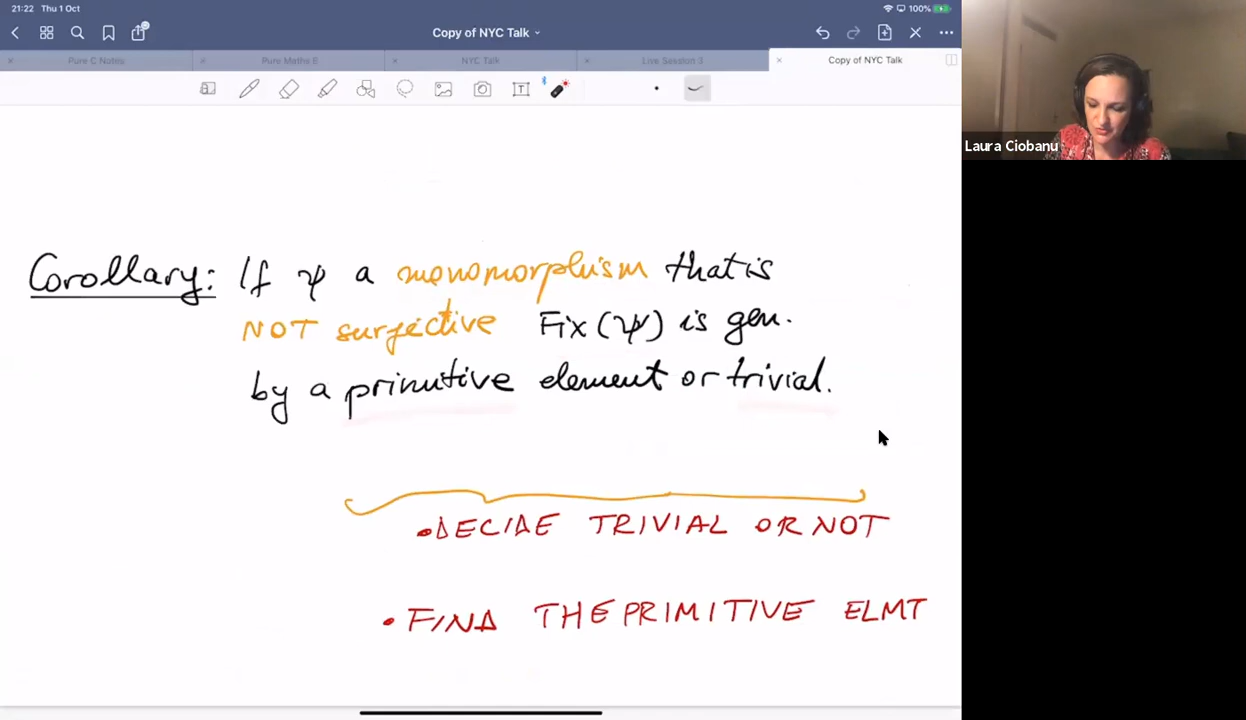 21:22 Thu 1 Oct
100%
Copy of NYC Talk
Pure C Notes
Pure Maths E
NYC Talk
Live Session 3
Copy of NYC Talk
Laura Ciobanu
Corollary: If ψ a monomorphism that is
NOT surjective Fix(ψ) is gen.
by a primitive element or trivial.
• DECIDE TRIVIAL OR NOT
• FIND THE PRIMITIVE ELMT